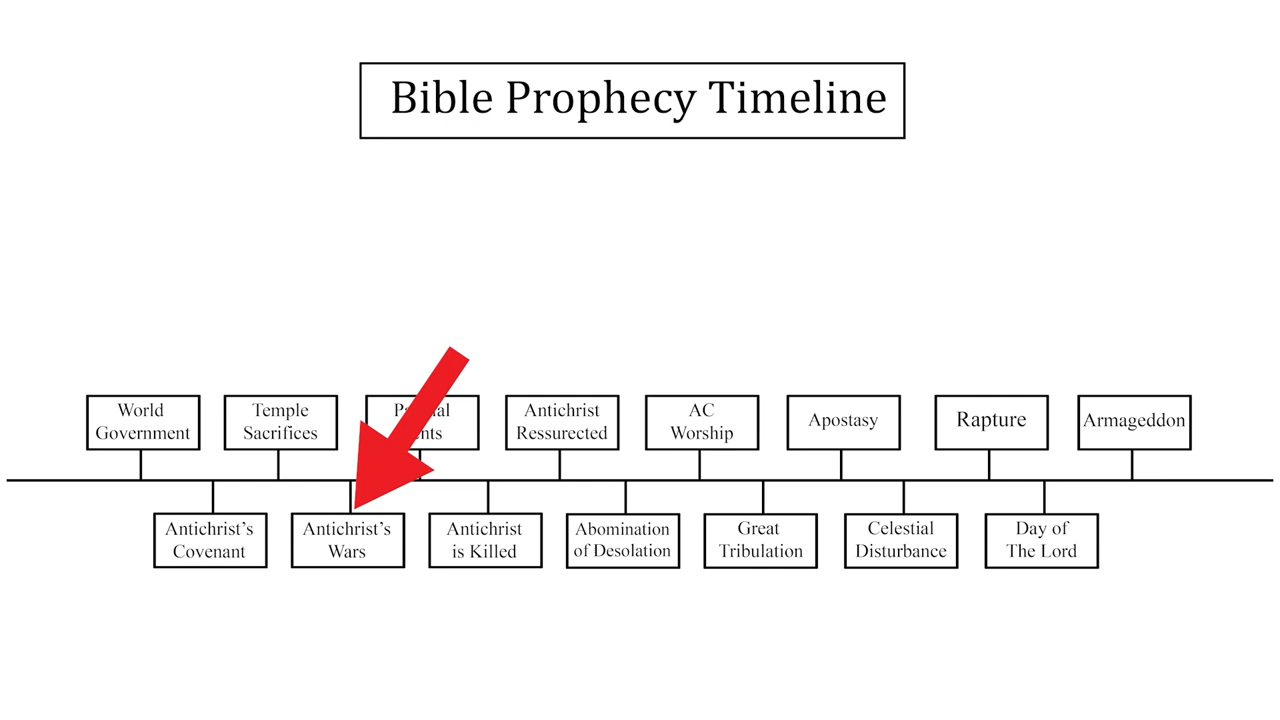 Bible Prophecy Timeline
World
Government
Temple
Sacrifices
Antichrist
Ressurected
AC
Worship
Apostasy
Rapture
Armageddon
Antichrist's
Covenant
Antichrist's
Wars
Antichrist
is Killed
Abomination
of Desolation
Great
Tribulation
Celestial
Disturbance
Day of
The Lord